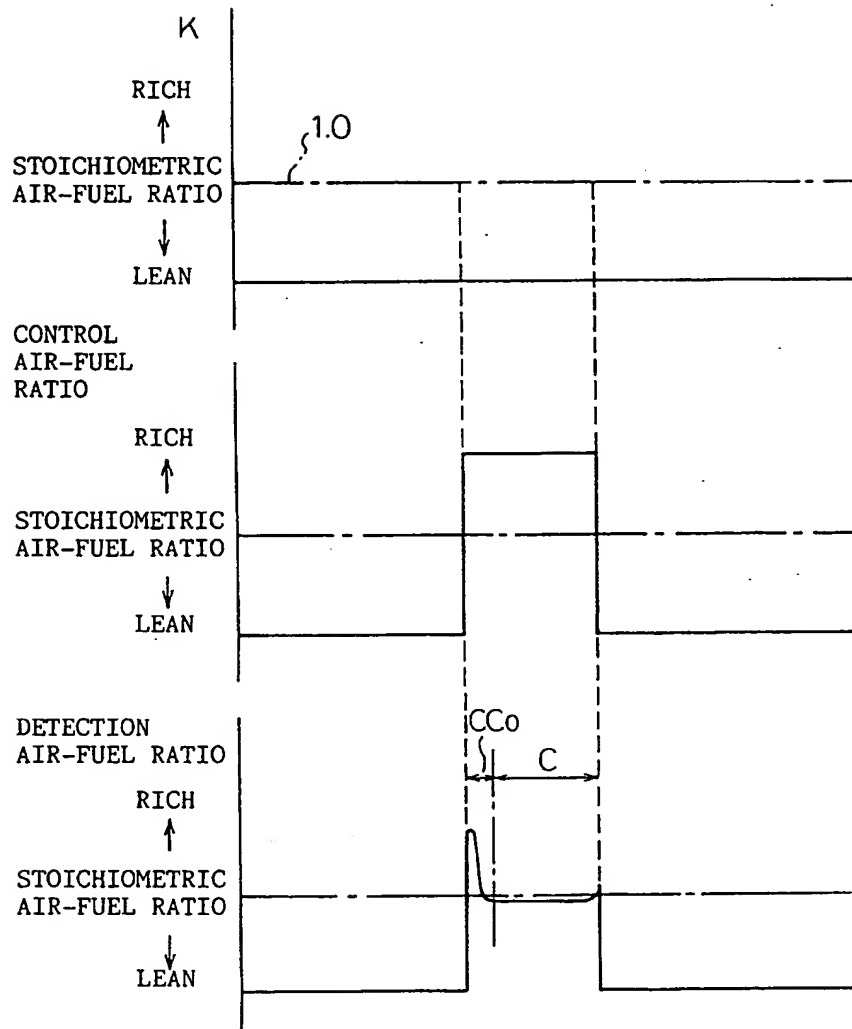 K
RICH
↑
1.0
STOICHIOMETRIC
AIR-FUEL RATIO
↓
LEAN
CONTROL
AIR-FUEL
RATIO
RICH
↑
STOICHIOMETRIC
AIR-FUEL RATIO
↓
LEAN
DETECTION
AIR-FUEL RATIO
CCo
C
RICH
↑
STOICHIOMETRIC
AIR-FUEL RATIO
↓
LEAN